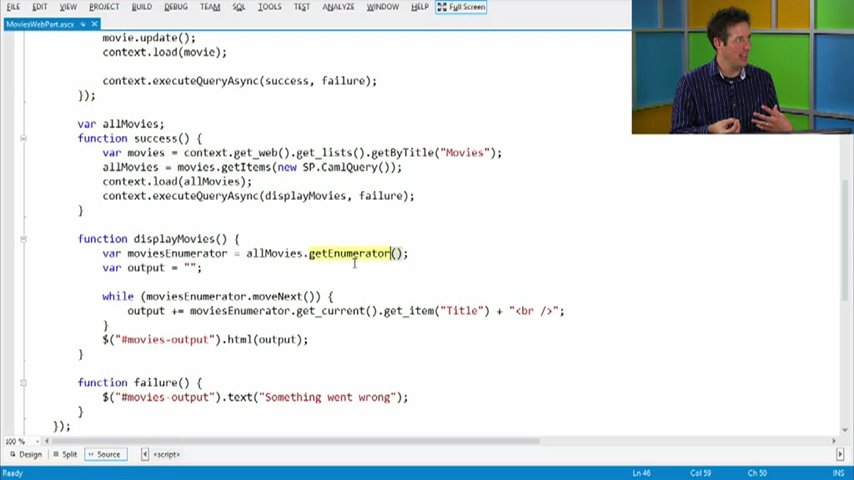 FILE EDIT VIEW PROJECT BUILD DEBUG TEAM SQL TOOLS TEST ANALYZE WINDOW HELP Full Screen
MoviesWebPart.ascx
movie.update();
context.load(movie);
context.executeQueryAsync(success, failure);
});
var allMovies;
function success() {
var movies = context.get_web().get_lists().getByTitle("Movies");
allMovies = movies.getItems(new SP.CamlQuery());
context.load(allMovies);
context.executeQueryAsync(displayMovies, failure);
}
function displayMovies() {
var moviesEnumerator = allMovies.getEnumerator();
var output = "";
while (moviesEnumerator.moveNext()) {
output += moviesEnumerator.get_current().get_item("Title") + "<br />";
}
$("#movies-output").html(output);
}
function failure() {
$("#movies-output").text("Something went wrong");
}
});
100 %
Design Split Source <script>
Ready Ln 46 Col 59 Ch 50 INS